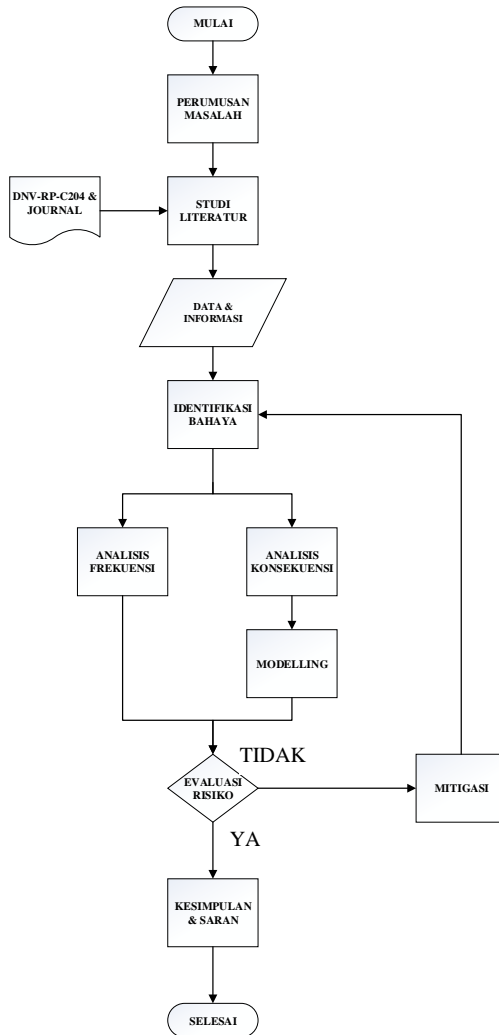 MULAI
PERUMUSAN
MASALAH
DNV-RP-C204 &
JOURNAL
STUDI
LITERATUR
DATA &
INFORMASI
IDENTIFIKASI
BAHAYA
ANALISIS
FREKUENSI
ANALISIS
KONSEKUENSI
MODELLING
TIDAK
EVALUASI
RISIKO
MITIGASI
YA
KESIMPULAN
& SARAN
SELESAI